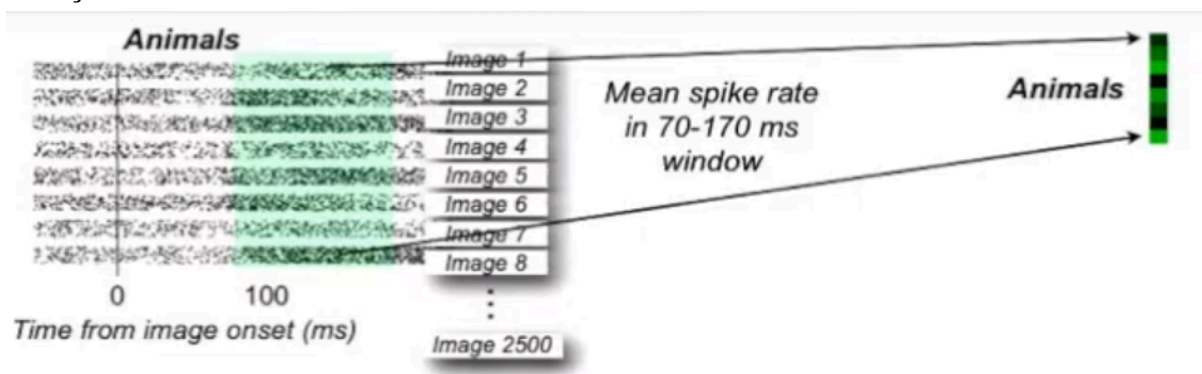 Animals
Image 1
Image 2
Image 3
Image 4
Image 5
Image 6
Image 7
Image 8
Image 2500
0 100
Time from image onset (ms)
Mean spike rate
in 70-170 ms
window
Animals